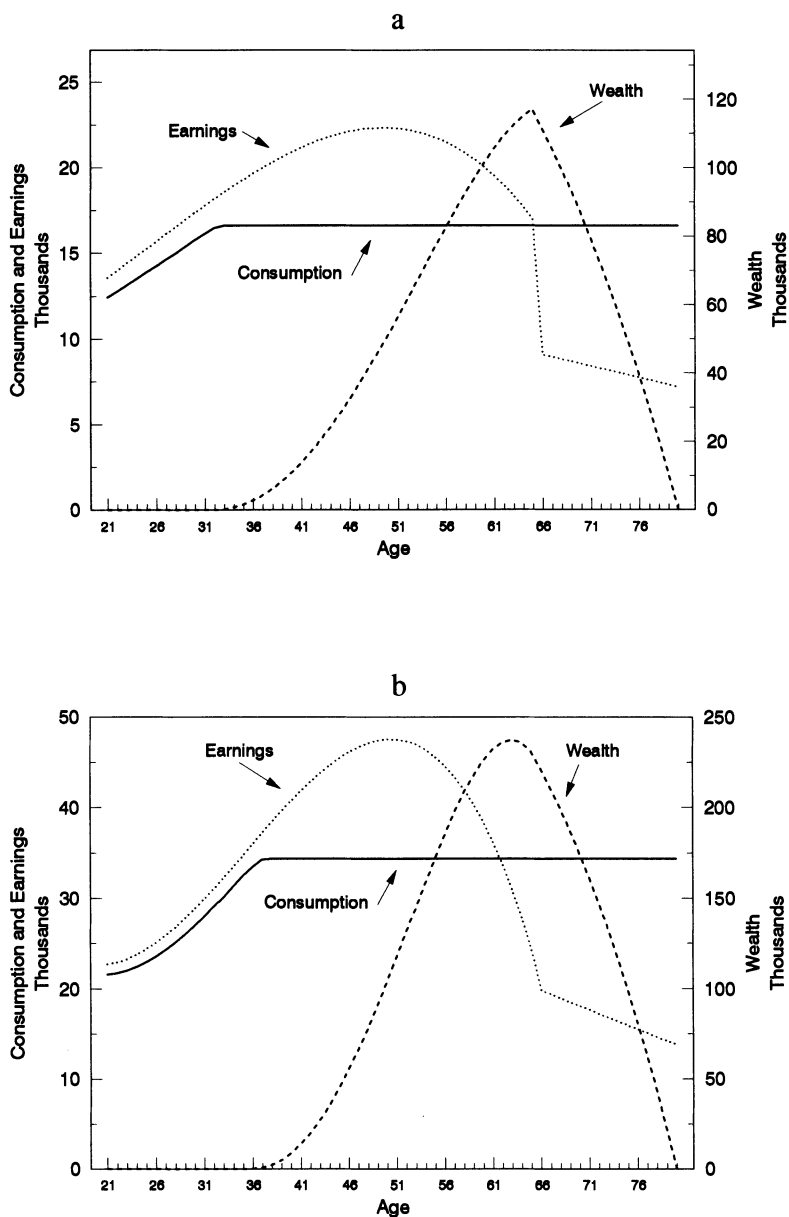 a
Consumption and Earnings
Thousands
25
20
15
10
5
0
Earnings
Wealth
Consumption
120
100
80
60
40
20
0
Wealth
Thousands
21 26 31 36 41 46 51 56 61 66 71 76
Age
b
Consumption and Earnings
Thousands
50
40
30
20
10
0
Earnings
Wealth
Consumption
250
200
150
100
50
0
Wealth
Thousands
21 26 31 36 41 46 51 56 61 66 71 76
Age